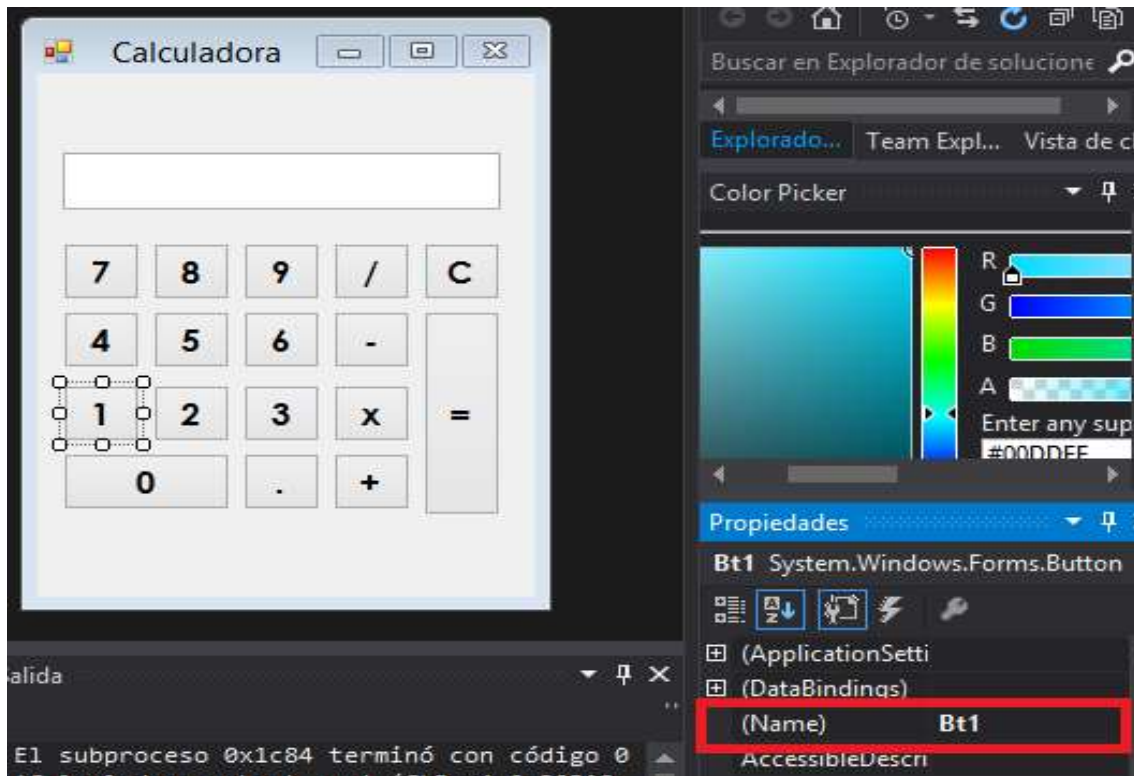 Calculadora
7 8 9 / C
4 5 6 -
1 2 3 x =
0 . +
Buscar en Explorador de solucione
Explorado... Team Expl... Vista de c
Color Picker
R
G
B
A
Enter any sup
#00DDFF
Propiedades
Bt1 System.Windows.Forms.Button
(ApplicationSetti
(DataBindings)
(Name) Bt1
AccessibleDescri
alida
El subproceso 0x1c84 terminó con código 0